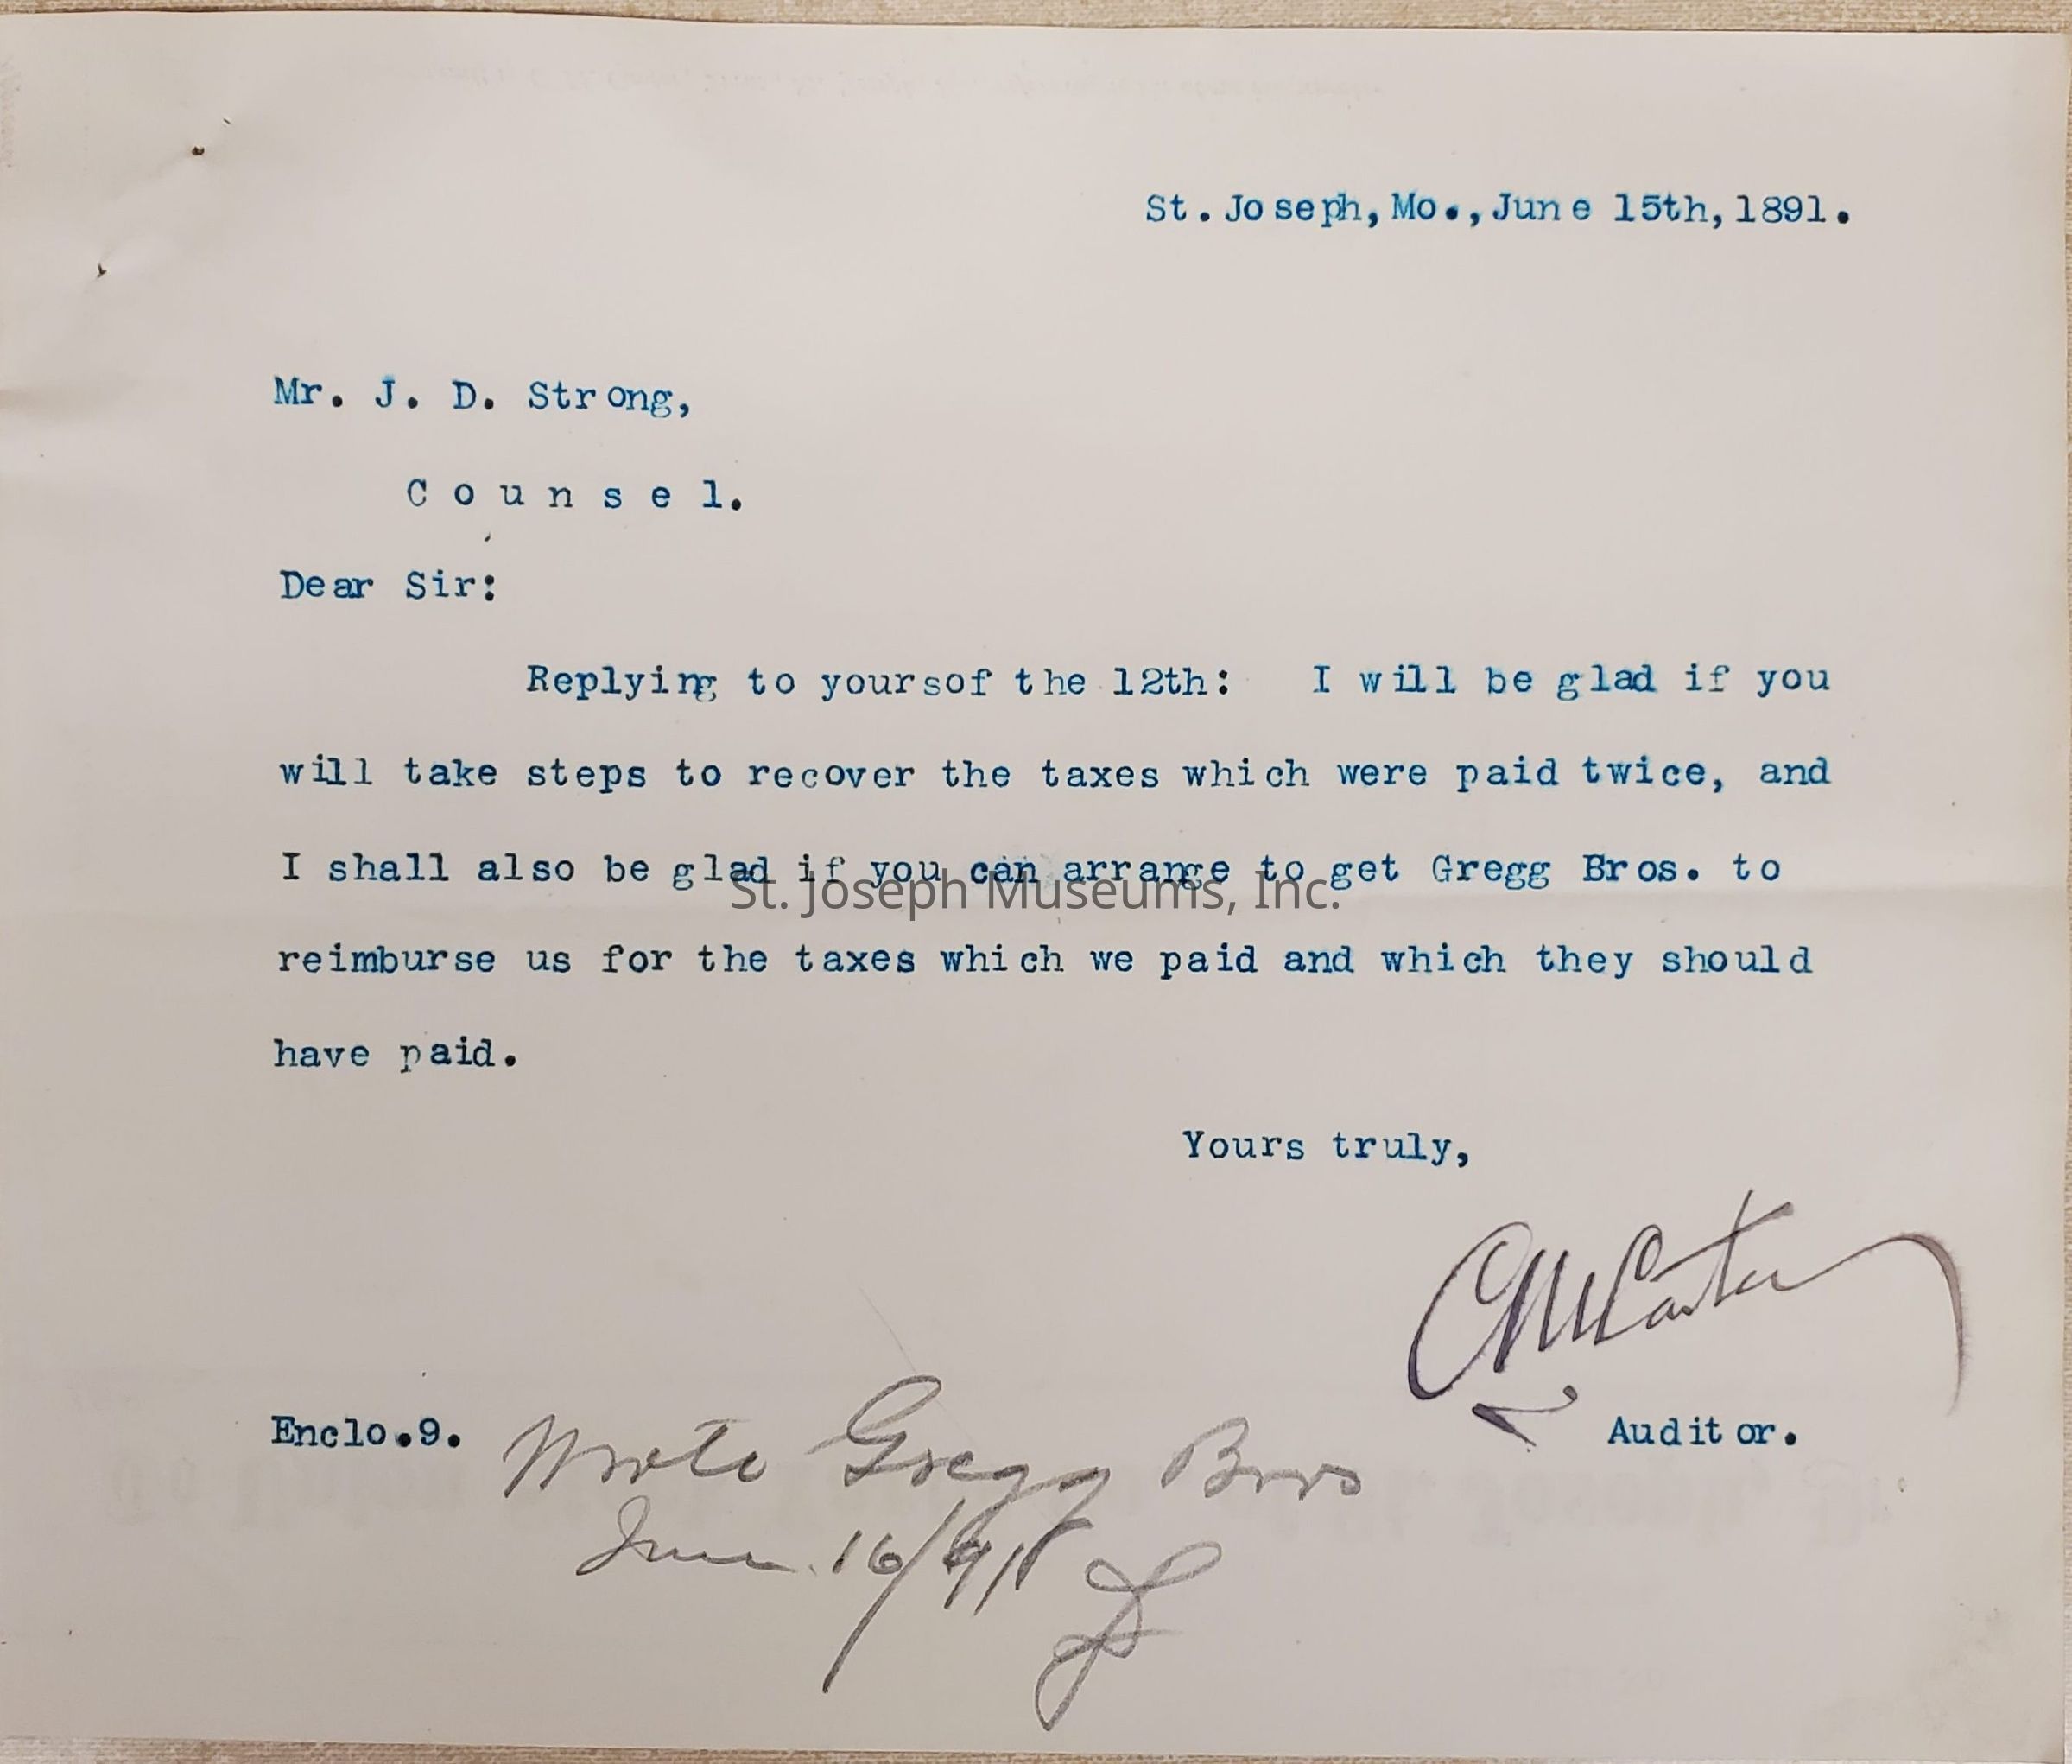 St. Joseph, Mo., June 15th, 1891.
Mr. J. D. Strong,
Counsel.
Dear Sir:
Replying to yoursof the 12th: I will be glad if you
will take steps to recover the taxes which were paid twice, and
I shall also be glad if you can arrange to get Gregg Bros. to
St. Joseph Museums, Inc.
reimburse us for the taxes which we paid and which they should
have paid.
Yours truly,
C M Carter
Auditor.
Enclo.9.
Wrote Gregg Bros
June 16/91